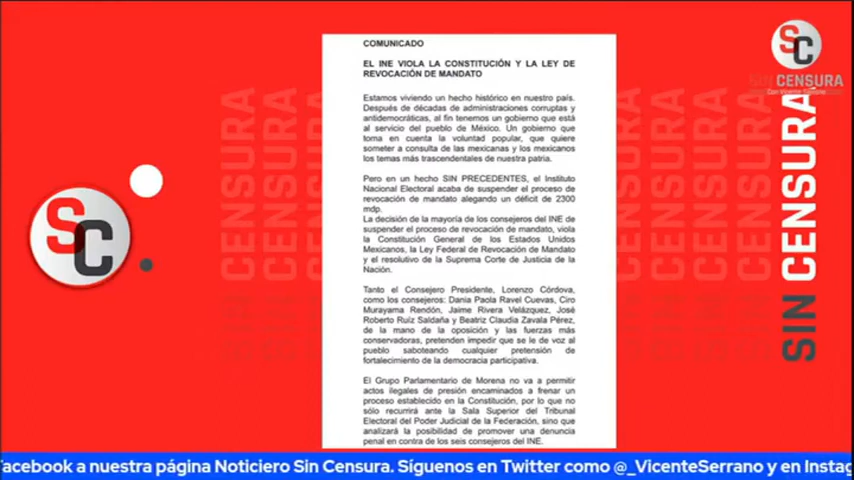 COMUNICADO
EL INE VIOLA LA CONSTITUCIÓN Y LA LEY DE
REVOCACIÓN DE MANDATO
Estamos viviendo un hecho histórico en nuestro país.
Después de décadas de administraciones corruptas y
antidemocráticas, al fin tenemos un gobierno que está
al servicio del pueblo de México. Un gobierno que
toma en cuenta la voluntad popular, que quiere
someter a consulta de las mexicanas y los mexicanos
los temas más trascendentales de nuestra patria.
Pero en un hecho SIN PRECEDENTES, el Instituto
Nacional Electoral acaba de suspender el proceso de
revocación de mandato alegando un déficit de 2300
mdp.
La decisión de la mayoría de los consejeros del INE de
suspender el proceso de revocación de mandato, viola
la Constitución General de los Estados Unidos
Mexicanos, la Ley Federal de Revocación de Mandato
y el resolutivo de la Suprema Corte de Justicia de la
Nación.
Tanto el Consejero Presidente, Lorenzo Córdova,
como los consejeros: Dania Paola Ravel Cuevas, Ciro
Murayama Rendón, Jaime Rivera Velázquez, José
Roberto Ruíz Saldaña y Beatriz Claudia Zavala Pérez,
de la mano de la oposición y las fuerzas más
conservadoras, pretenden impedir que se le de voz al
pueblo saboteando cualquier pretensión de
fortalecimiento de la democracia participativa.
El Grupo Parlamentario de Morena no va a permitir
actos ilegales de presión encaminados a frenar un
proceso establecido en la Constitución, por lo que no
sólo recurrirá ante la Sala Superior del Tribunal
Electoral del Poder Judicial de la Federación, sino que
analizará la posibilidad de promover una denuncia
penal en contra de los seis consejeros del INE.
SC
SC
SIN CENSURA
Con Vicente Serrano
SIN CENSURA
CENSURA
CENSURA
CENSURA
CENSURA
Facebook a nuestra página Noticiero Sin Censura. Síguenos en Twitter como @_VicenteSerrano y en Instag